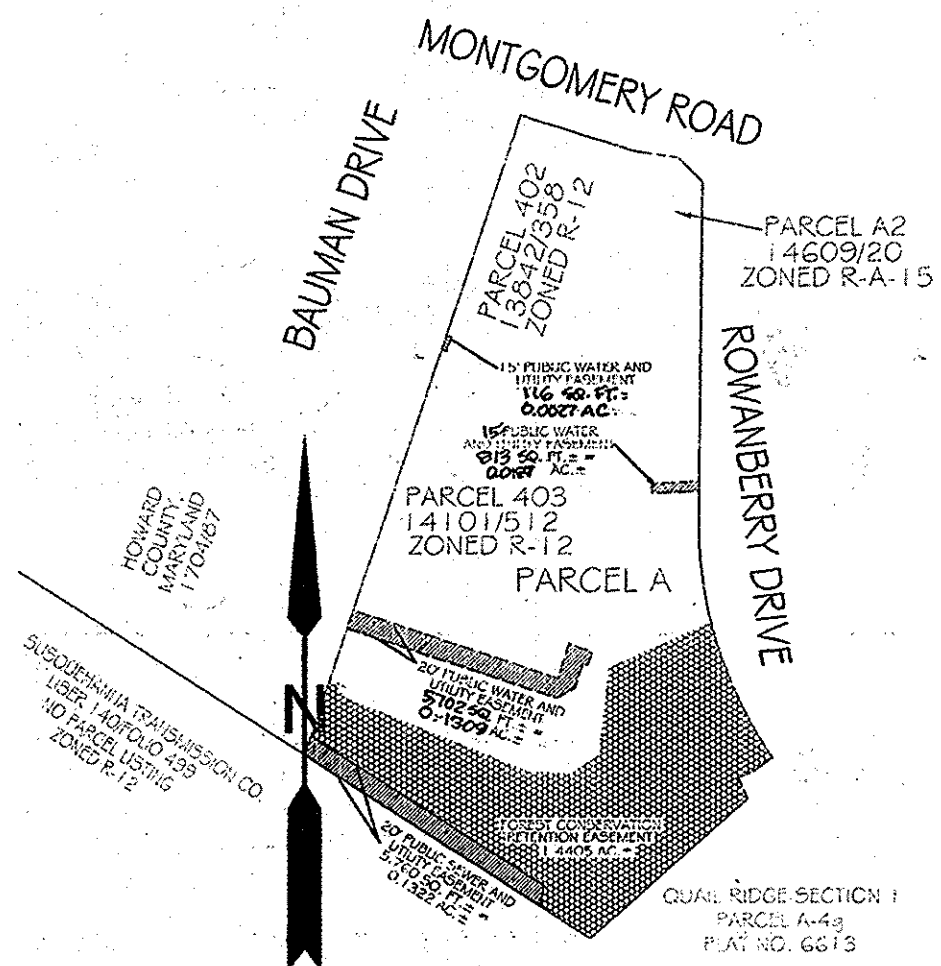 MONTGOMERY ROAD
BAUMAN DRIVE
PARCEL 402
13842/358
ZONED R-12
PARCEL A2
14609/20
ZONED R-A-15
ROWANBERRY DRIVE
15' PUBLIC WATER AND
UTILITY EASEMENT
116 SQ. FT.±
0.0027 AC.
15' PUBLIC WATER
AND UTILITY EASEMENT
813 SQ. FT.± =
0.0187 AC.±
PARCEL 403
14101/512
ZONED R-12
PARCEL A
HOWARD
COUNTY,
MARYLAND
1704/87
SUSQUEHANNA TRANSMISSION CO.
LIBER 140/FOLIO 499
NO PARCEL LISTING
ZONED R-12
N
20' PUBLIC WATER AND
UTILITY EASEMENT
5702 SQ. FT.± =
0.1309 AC.±
FOREST CONSERVATION
RETENTION EASEMENT
1.4405 AC.±
20' PUBLIC SEWER AND
UTILITY EASEMENT
5,760 SQ. FT.± =
0.1322 AC.±
QUAIL RIDGE SECTION 1
PARCEL A-4g
PLAT NO. 6613